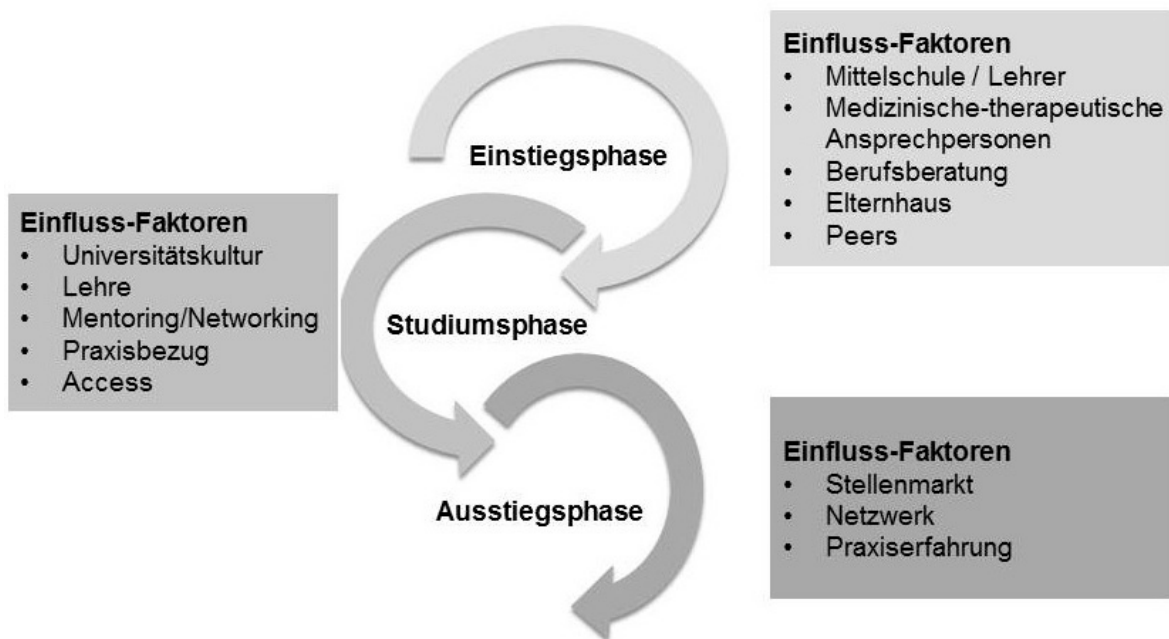 Einfluss-Faktoren
• Mittelschule / Lehrer
• Medizinische-therapeutische
Ansprechpersonen
• Berufsberatung
• Elternhaus
• Peers
Einstiegsphase
Einfluss-Faktoren
• Universitätskultur
• Lehre
• Mentoring/Networking
• Praxisbezug
• Access
Studiumsphase
Ausstiegsphase
Einfluss-Faktoren
• Stellenmarkt
• Netzwerk
• Praxiserfahrung